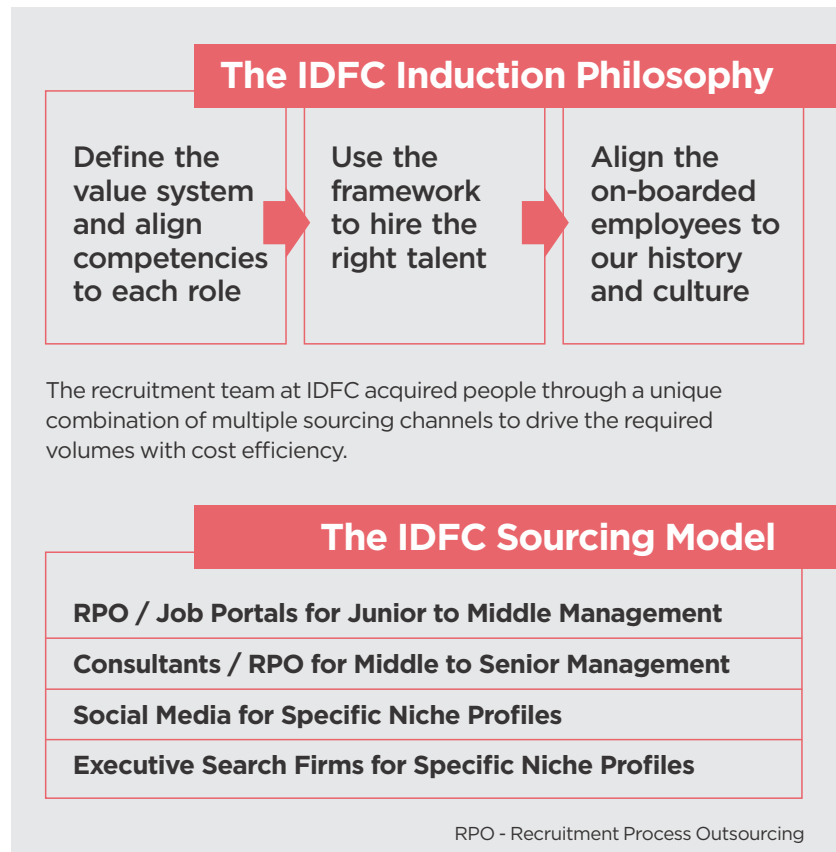 The IDFC Induction Philosophy
Define the
value system
and align
competencies
to each role
Use the
framework
to hire the
right talent
Align the
on-boarded
employees to
our history
and culture
The recruitment team at IDFC acquired people through a unique
combination of multiple sourcing channels to drive the required
volumes with cost efficiency.
The IDFC Sourcing Model
RPO / Job Portals for Junior to Middle Management
Consultants / RPO for Middle to Senior Management
Social Media for Specific Niche Profiles
Executive Search Firms for Specific Niche Profiles
RPO - Recruitment Process Outsourcing